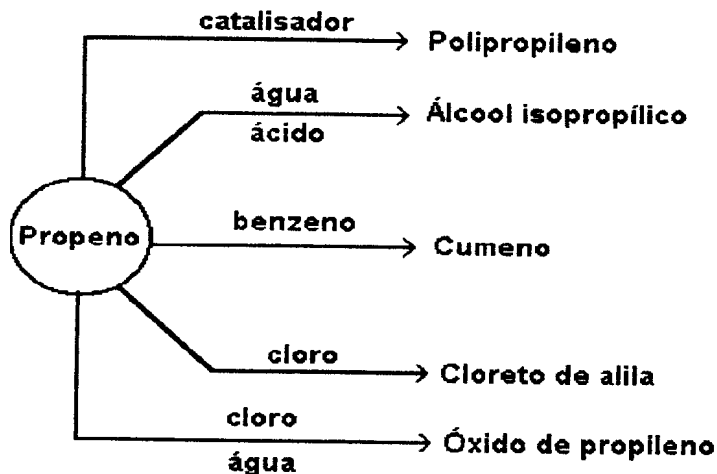 catalisador
Polipropileno
água
ácido
Álcool isopropílico
Propeno
benzeno
Cumeno
cloro
Cloreto de alila
cloro
água
Óxido de propileno